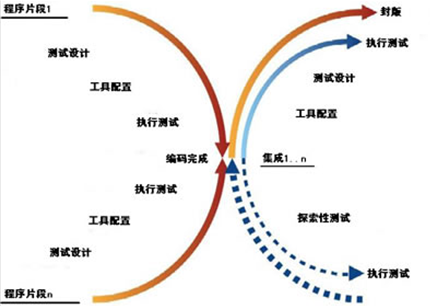 程序片段1
测试设计
工具配置
执行测试
编码完成
执行测试
工具配置
测试设计
程序片段n
封版
执行测试
测试设计
工具配置
集成1..n
探索性测试
执行测试